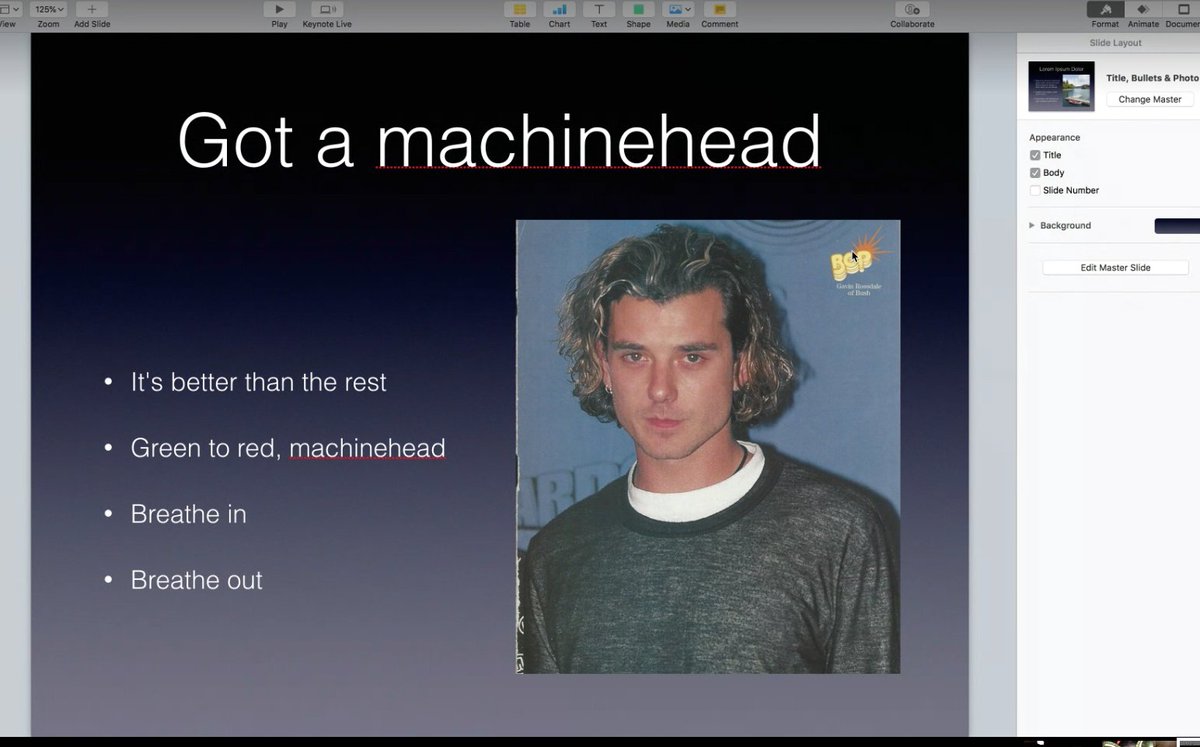 125%
View
Zoom
Add Slide
Play
Keynote Live
Table
Chart
Text
Shape
Media
Comment
Collaborate
Format
Animate
Documen
Slide Layout
Lorem Ipsum Dolor
Title, Bullets & Photo
Change Master
Appearance
Title
Body
Slide Number
Background
Edit Master Slide
Got a machinehead
• It's better than the rest
• Green to red, machinehead
• Breathe in
• Breathe out
BOP
Gavin Rossdale
of Bush
ARD